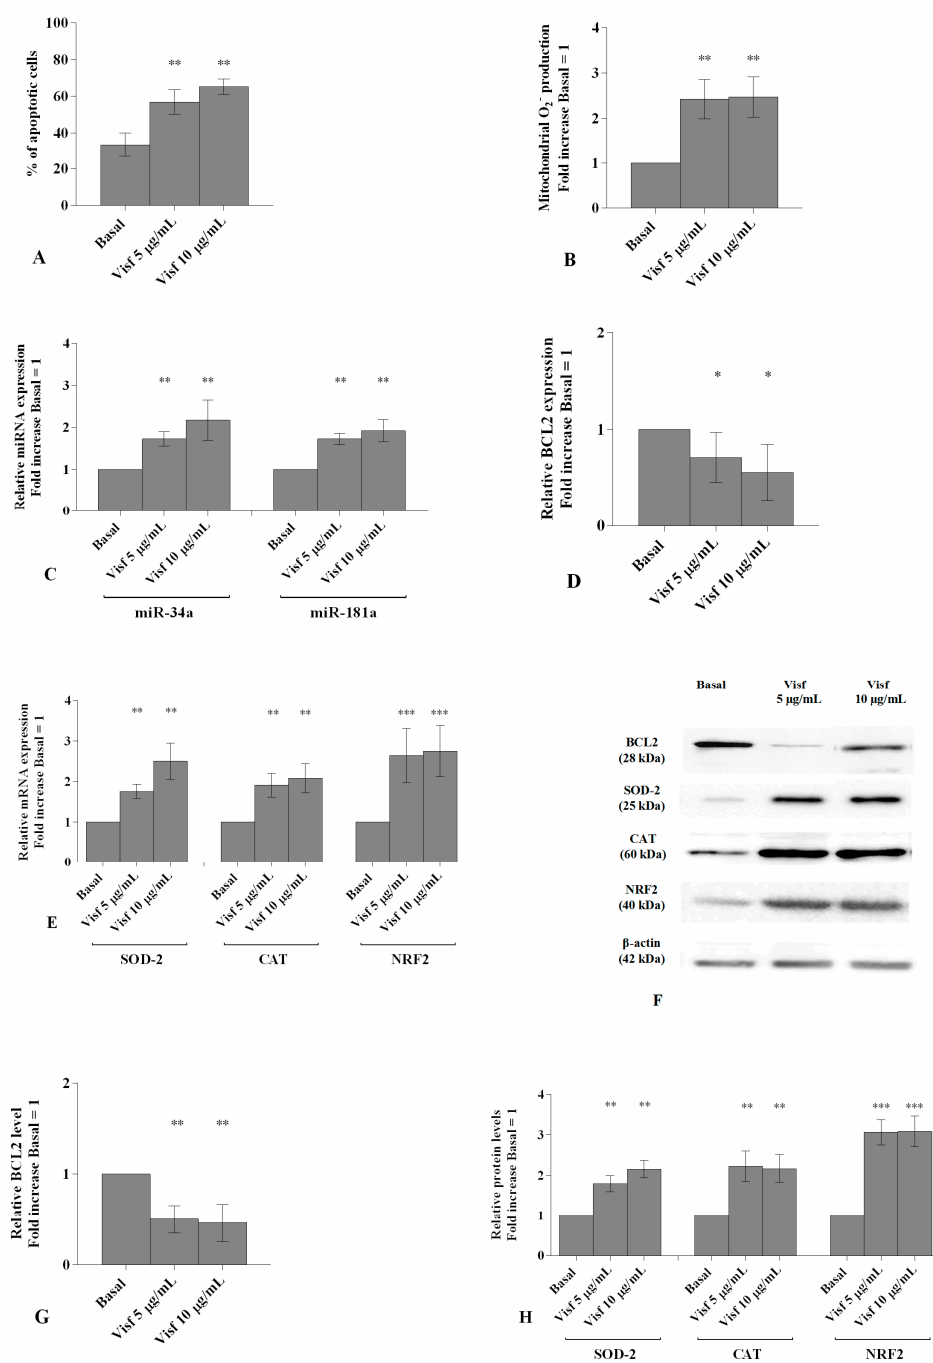 100
80
60
40
20
0
% of apoptotic cells
**
**
Basal
Visf 5 µg/mL
Visf 10 µg/mL
A
4
3
2
1
0
Mitochondrial O₂⁻ production
Fold increase Basal = 1
**
**
Basal
Visf 5 µg/mL
Visf 10 µg/mL
B
4
3
2
1
0
Relative miRNA expression
Fold increase Basal = 1
**
**
**
**
Basal
Visf 5 µg/mL
Visf 10 µg/mL
Basal
Visf 5 µg/mL
Visf 10 µg/mL
C
miR-34a
miR-181a
2
1
0
Relative BCL2 expression
Fold increase Basal = 1
*
*
Basal
Visf 5 µg/mL
Visf 10 µg/mL
D
4
3
2
1
0
Relative mRNA expression
Fold increase Basal = 1
**
**
**
**
***
***
Basal
Visf 5 µg/mL
Visf 10 µg/mL
Basal
Visf 5 µg/mL
Visf 10 µg/mL
Basal
Visf 5 µg/mL
Visf 10 µg/mL
E
SOD-2
CAT
NRF2
Basal
Visf
5 µg/mL
Visf
10 µg/mL
BCL2
(28 kDa)
SOD-2
(25 kDa)
CAT
(60 kDa)
NRF2
(40 kDa)
β-actin
(42 kDa)
F
2
1
0
Relative BCL2 level
Fold increase Basal = 1
**
**
Basal
Visf 5 µg/mL
Visf 10 µg/mL
G
4
3
2
1
0
Relative protein levels
Fold increase Basal = 1
**
**
**
**
***
***
Basal
Visf 5 µg/mL
Visf 10 µg/mL
Basal
Visf 5 µg/mL
Visf 10 µg/mL
Basal
Visf 5 µg/mL
Visf 10 µg/mL
H
SOD-2
CAT
NRF2